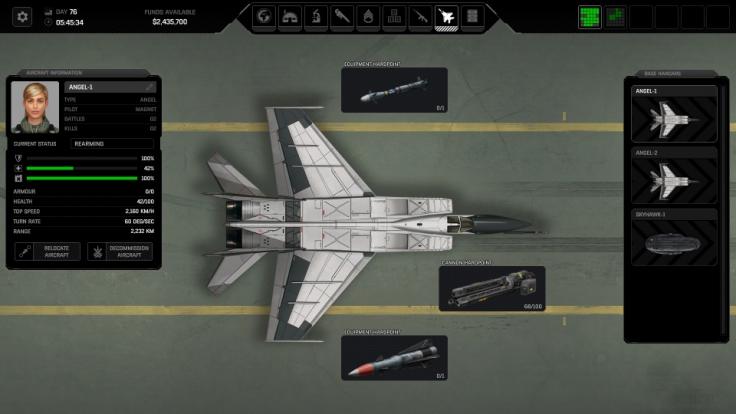 DAY 76
05:45:34
FUNDS AVAILABLE
$2,435,700
AIRCRAFT INFORMATION
ANGEL-1
TYPE ANGEL
PILOT MAGNET
BATTLES 02
KILLS 02
CURRENT STATUS REARMING
100%
42%
100%
ARMOUR 0/0
HEALTH 42/100
TOP SPEED 2,160 KM/H
TURN RATE 60 DEG/SEC
RANGE 2,232 KM
RELOCATE AIRCRAFT
DECOMMISSION AIRCRAFT
EQUIPMENT HARDPOINT
0/1
CANNON HARDPOINT
68/100
EQUIPMENT HARDPOINT
0/1
BASE HANGARS
ANGEL-1
ANGEL-2
SKYHAWK-1